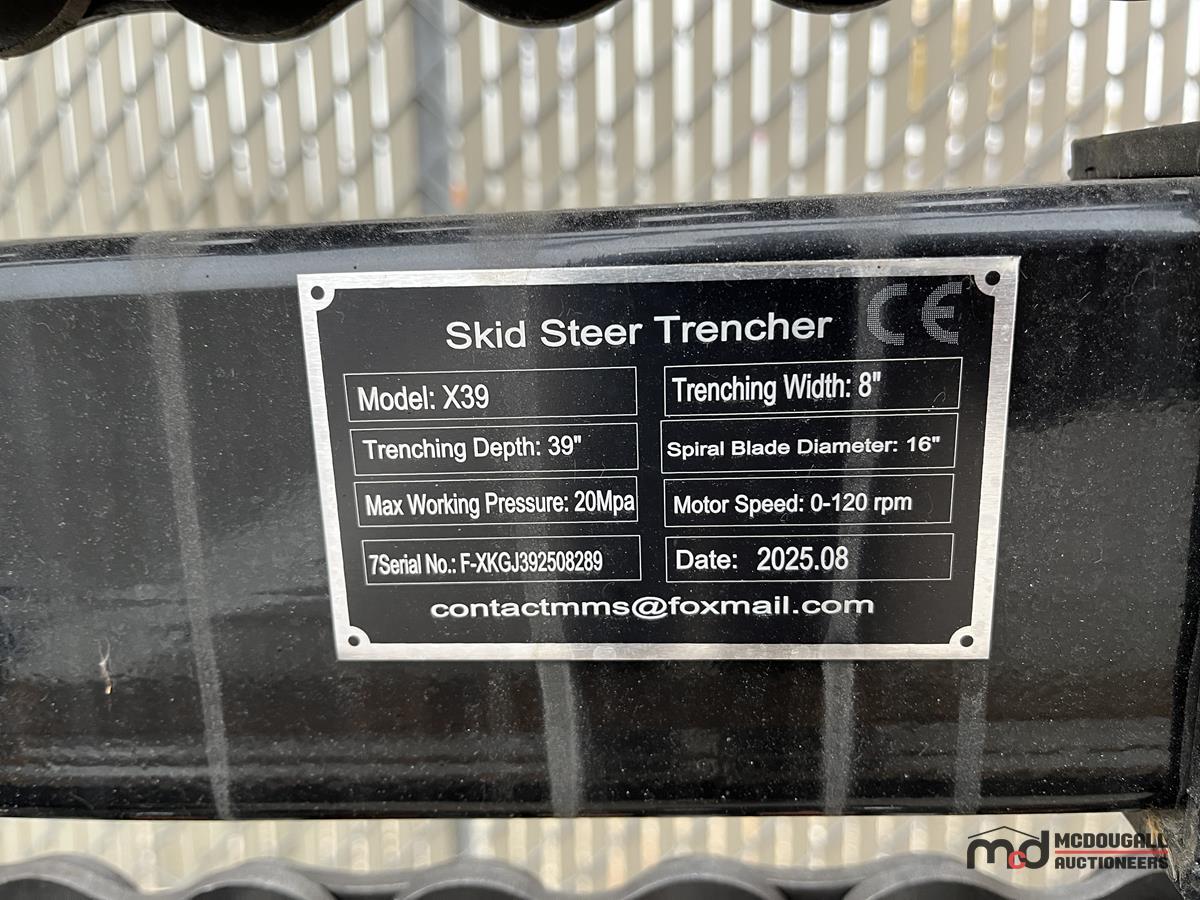 Skid Steer Trencher CE
Model: X39
Trenching Width: 8"
Trenching Depth: 39"
Spiral Blade Diameter: 16"
Max Working Pressure: 20Mpa
Motor Speed: 0-120 rpm
7Serial No.: F-XKGJ392508289
Date: 2025.08
contactmms@foxmail.com
mcd MCDOUGALL
AUCTIONEERS